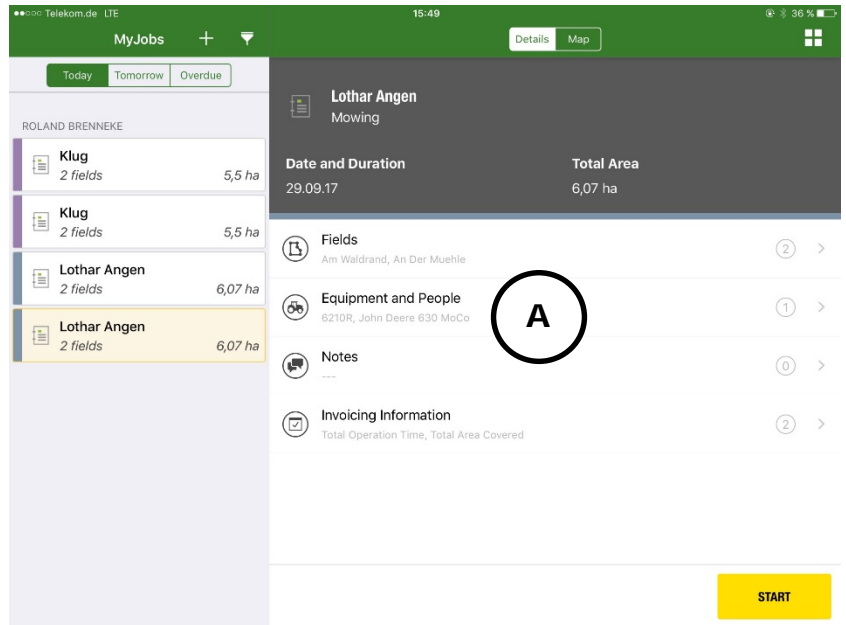 Telekom.de LTE
15:49
36 %
MyJobs
Details Map
Today Tomorrow Overdue
ROLAND BRENNEKE
Klug
2 fields 5,5 ha
Klug
2 fields 5,5 ha
Lothar Angen
2 fields 6,07 ha
Lothar Angen
2 fields 6,07 ha
Lothar Angen
Mowing
Date and Duration Total Area
29.09.17 6,07 ha
Fields
Am Waldrand, An Der Muehle
2
Equipment and People
6210R, John Deere 630 MoCo
1
A
Notes
---
0
Invoicing Information
Total Operation Time, Total Area Covered
2
START